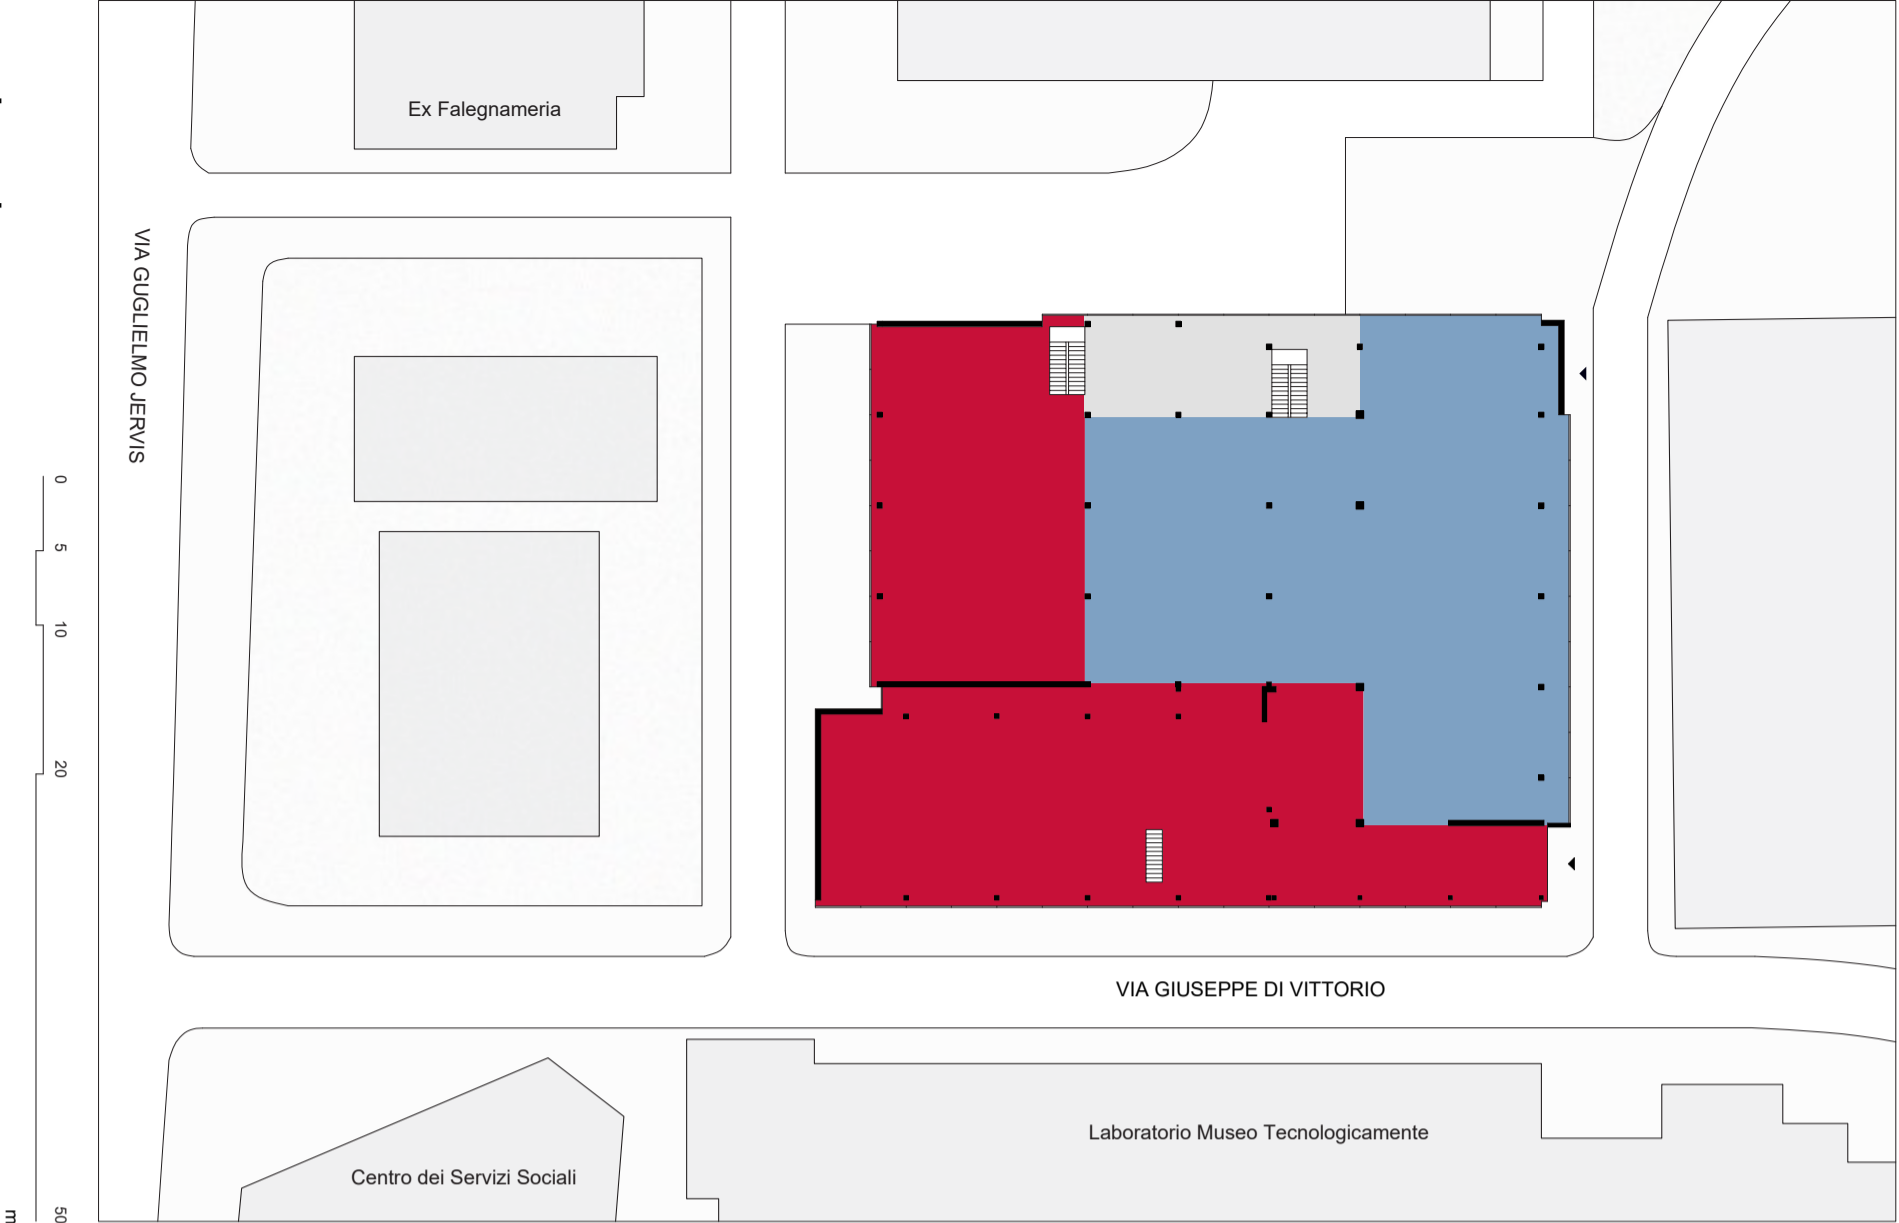 Ex Falegnameria
VIA GUGLIELMO JERVIS
0
5
10
20
50
m
VIA GIUSEPPE DI VITTORIO
Laboratorio Museo Tecnologicamente
Centro dei Servizi Sociali